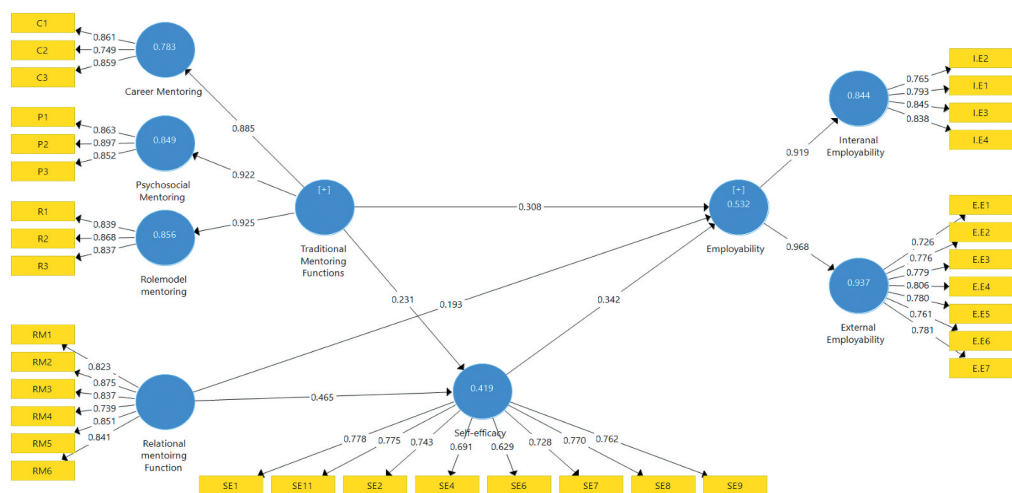 C1
C2
C3
0.861
0.749
0.859
0.783
Career Mentoring
P1
P2
P3
0.863
0.897
0.852
0.849
Psychosocial
Mentoring
R1
R2
R3
0.839
0.868
0.837
0.856
Rolemodel
mentoring
0.885
0.922
0.925
[+]
Traditional
Mentoring
Functions
0.308
0.231
0.193
RM1
RM2
RM3
RM4
RM5
RM6
0.823
0.875
0.837
0.739
0.851
0.841
Relational
mentoirng
Function
0.465
0.419
Self-efficacy
0.342
0.778
0.775
0.743
0.691
0.629
0.728
0.770
0.762
SE1
SE11
SE2
SE4
SE6
SE7
SE8
SE9
[+]
0.532
Employability
0.919
0.968
0.844
Interanal
Employability
0.765
0.793
0.845
0.838
I.E2
I.E1
I.E3
I.E4
0.937
External
Employability
0.726
0.776
0.779
0.806
0.780
0.761
0.781
E.E1
E.E2
E.E3
E.E4
E.E5
E.E6
E.E7